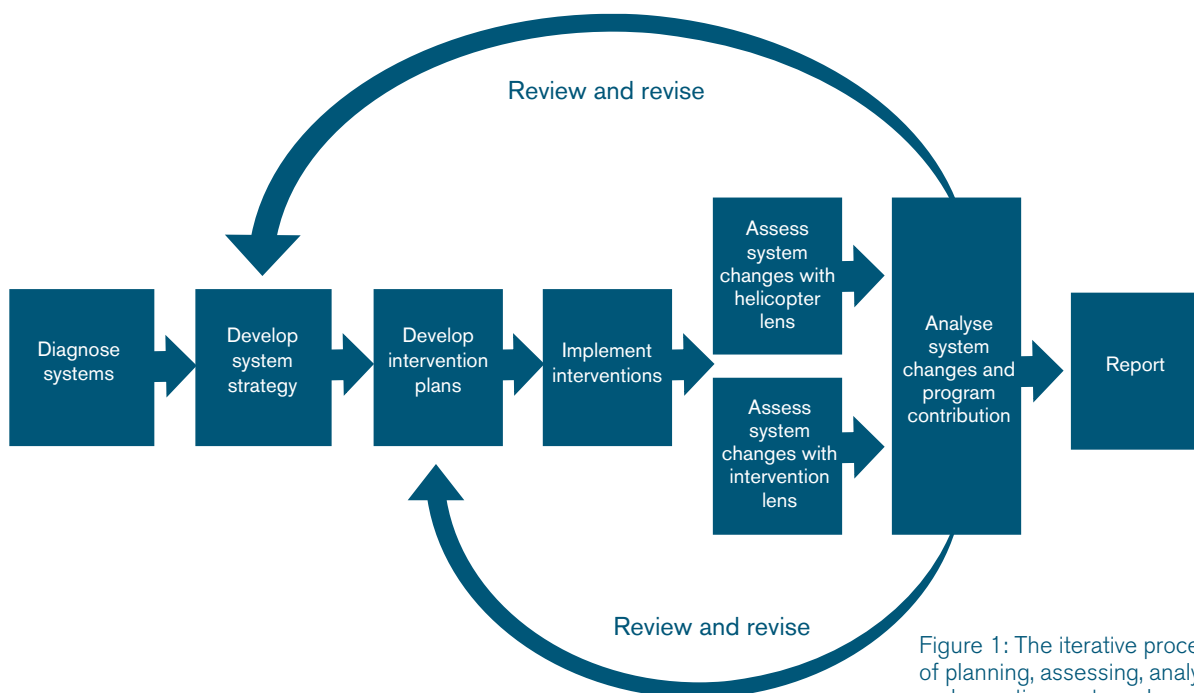 Review and revise
Diagnose
systems
Develop
system
strategy
Develop
intervention
plans
Implement
interventions
Assess
system
changes with
helicopter
lens
Assess
system
changes with
intervention
lens
Analyse
system
changes and
program
contribution
Report
Review and revise
Figure 1: The iterative
of planning, assessing,